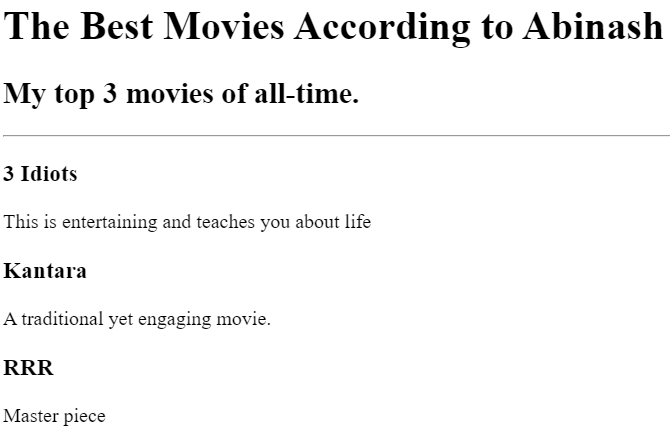 The Best Movies According to Abinash
My top 3 movies of all-time.
3 Idiots
This is entertaining and teaches you about life
Kantara
A traditional yet engaging movie.
RRR
Master piece